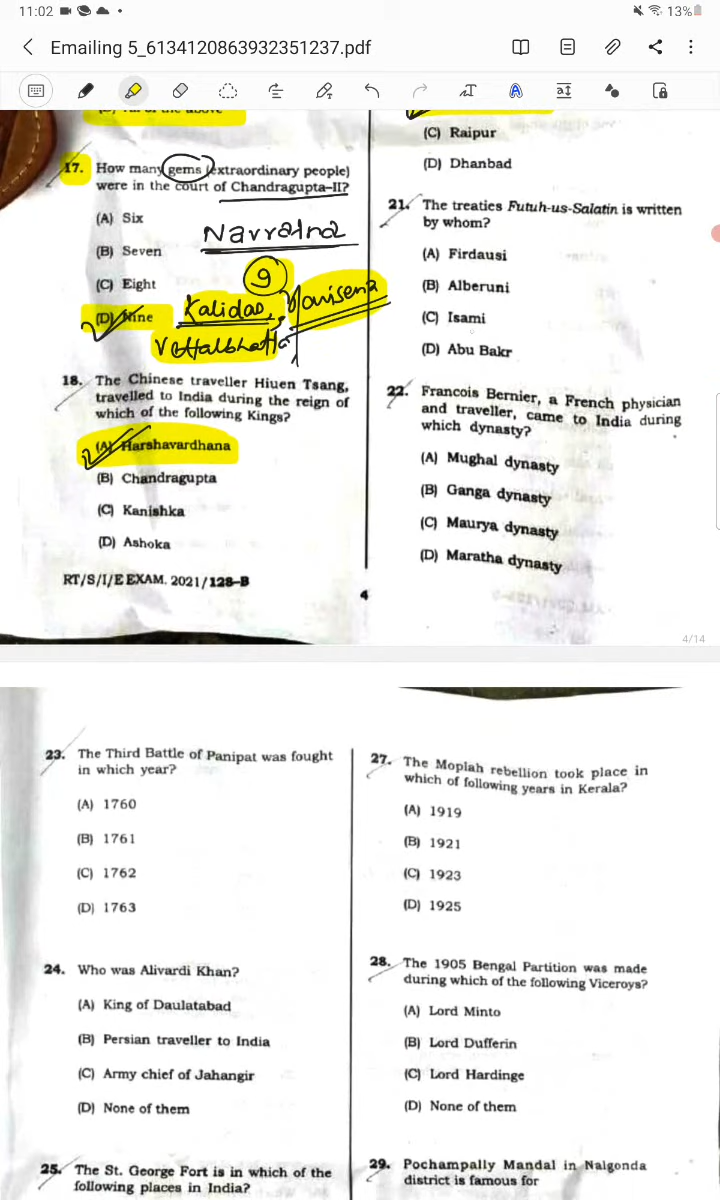 11:02
13%
Emailing 5_6134120863932351237.pdf
17. How many gems (extraordinary people)
were in the court of Chandragupta-II?
(A) Six
(B) Seven
(C) Eight
(D) Nine
Navratna
9
Kalidas,
18. The Chinese traveller Hiuen Tsang,
travelled to India during the reign of
which of the following Kings?
(A) Harshavardhana
(B) Chandragupta
(C) Kanishka
(D) Ashoka
RT/S/I/E EXAM. 2021/128-B
(C) Raipur
(D) Dhanbad
21. The treaties Futuh-us-Salatin is written
by whom?
(A) Firdausi
(B) Alberuni
(C) Isami
(D) Abu Bakr
22. Francois Bernier, a French physician
and traveller, came to India during
which dynasty?
(A) Mughal dynasty
(B) Ganga dynasty
(C) Maurya dynasty
(D) Maratha dynasty
4
4/14
23. The Third Battle of Panipat was fought
in which year?
(A) 1760
(B) 1761
(C) 1762
(D) 1763
24. Who was Alivardi Khan?
(A) King of Daulatabad
(B) Persian traveller to India
(C) Army chief of Jahangir
(D) None of them
25. The St. George Fort is in which of the
following places in India?
27. The Moplah rebellion took place in
which of following years in Kerala?
(A) 1919
(B) 1921
(C) 1923
(D) 1925
28. The 1905 Bengal Partition was made
during which of the following Viceroys?
(A) Lord Minto
(B) Lord Dufferin
(C) Lord Hardinge
(D) None of them
29. Pochampally Mandal in Nalgonda
district is famous for